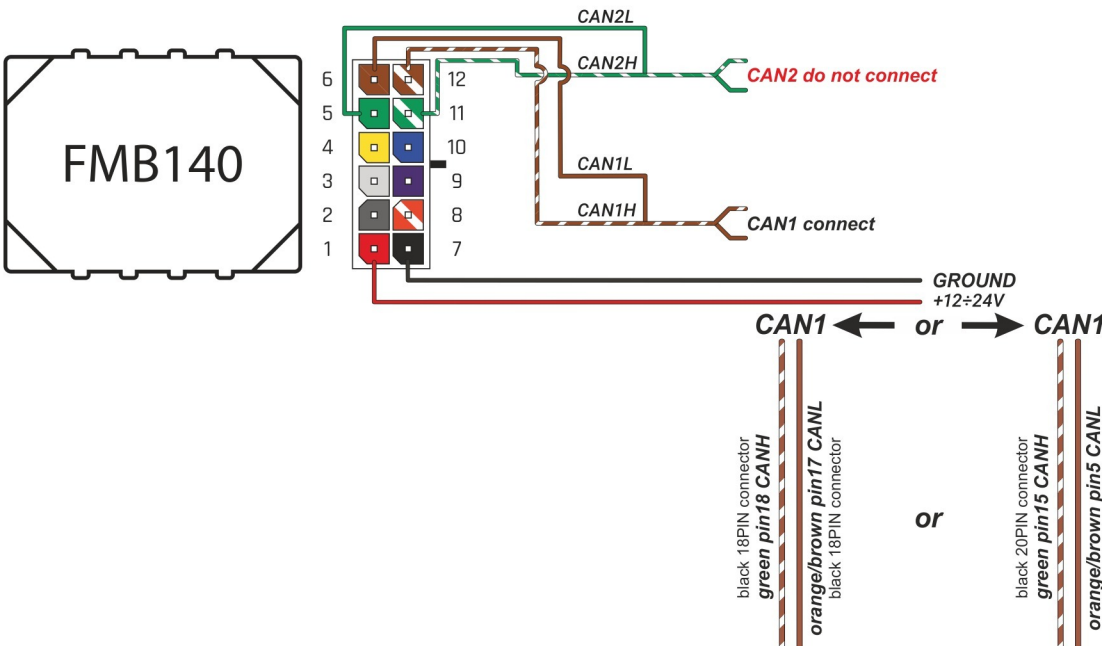 CAN2L
CAN2H
CAN2 do not connect
FMB140
6
12
5
11
4
10
3
9
2
8
1
7
CAN1L
CAN1H
CAN1 connect
GROUND
+12÷24V
CAN1
or
CAN1
black 18PIN connector
green pin18 CANH
orange/brown pin17 CANL
black 18PIN connector
or
black 20PIN connector
green pin15 CANH
orange/brown pin5 CANL